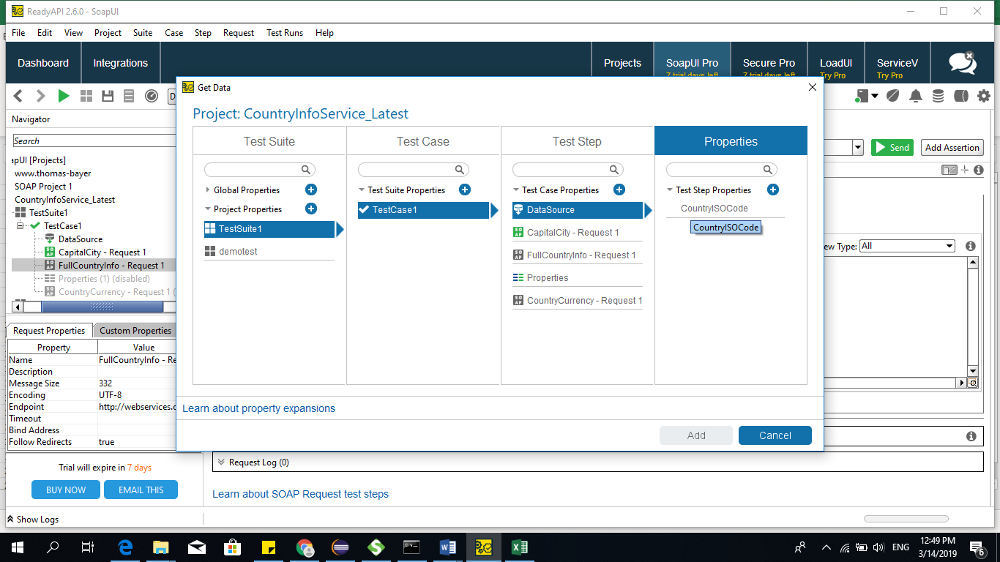 ReadyAPI 2.6.0 - SoapUI
File Edit View Project Suite Case Step Request Test Runs Help
Dashboard Integrations Projects SoapUI Pro Secure Pro LoadUI ServiceV
7 trial days left 7 trial days left Try Pro Try Pro
Get Data
Navigator
Project: CountryInfoService_Latest
Search
Test Suite Test Case Test Step Properties
Send Add Assertion
apUI [Projects]
www.thomas-bayer
SOAP Project 1
CountryInfoService_Latest
TestSuite1
TestCase1
DataSource
CapitalCity - Request 1
FullCountryInfo - Request 1
Properties (1) (disabled)
CountryCurrency - Request 1 (
Global Properties
Project Properties
TestSuite1
demotest
Test Suite Properties
TestCase1
Test Case Properties
DataSource
CapitalCity - Request 1
FullCountryInfo - Request 1
Properties
CountryCurrency - Request 1
Test Step Properties
CountryISOCode
CountryISOCode
ew Type: All
Request Properties Custom Properties
Property Value
Name FullCountryInfo - Re
Description
Message Size 332
Encoding UTF-8
Endpoint http://webservices.
Timeout
Bind Address
Follow Redirects true
Learn about property expansions
Add Cancel
Trial will expire in 7 days
BUY NOW EMAIL THIS
Request Log (0)
Learn about SOAP Request test steps
Show Logs
ENG
12:49 PM
3/14/2019
6